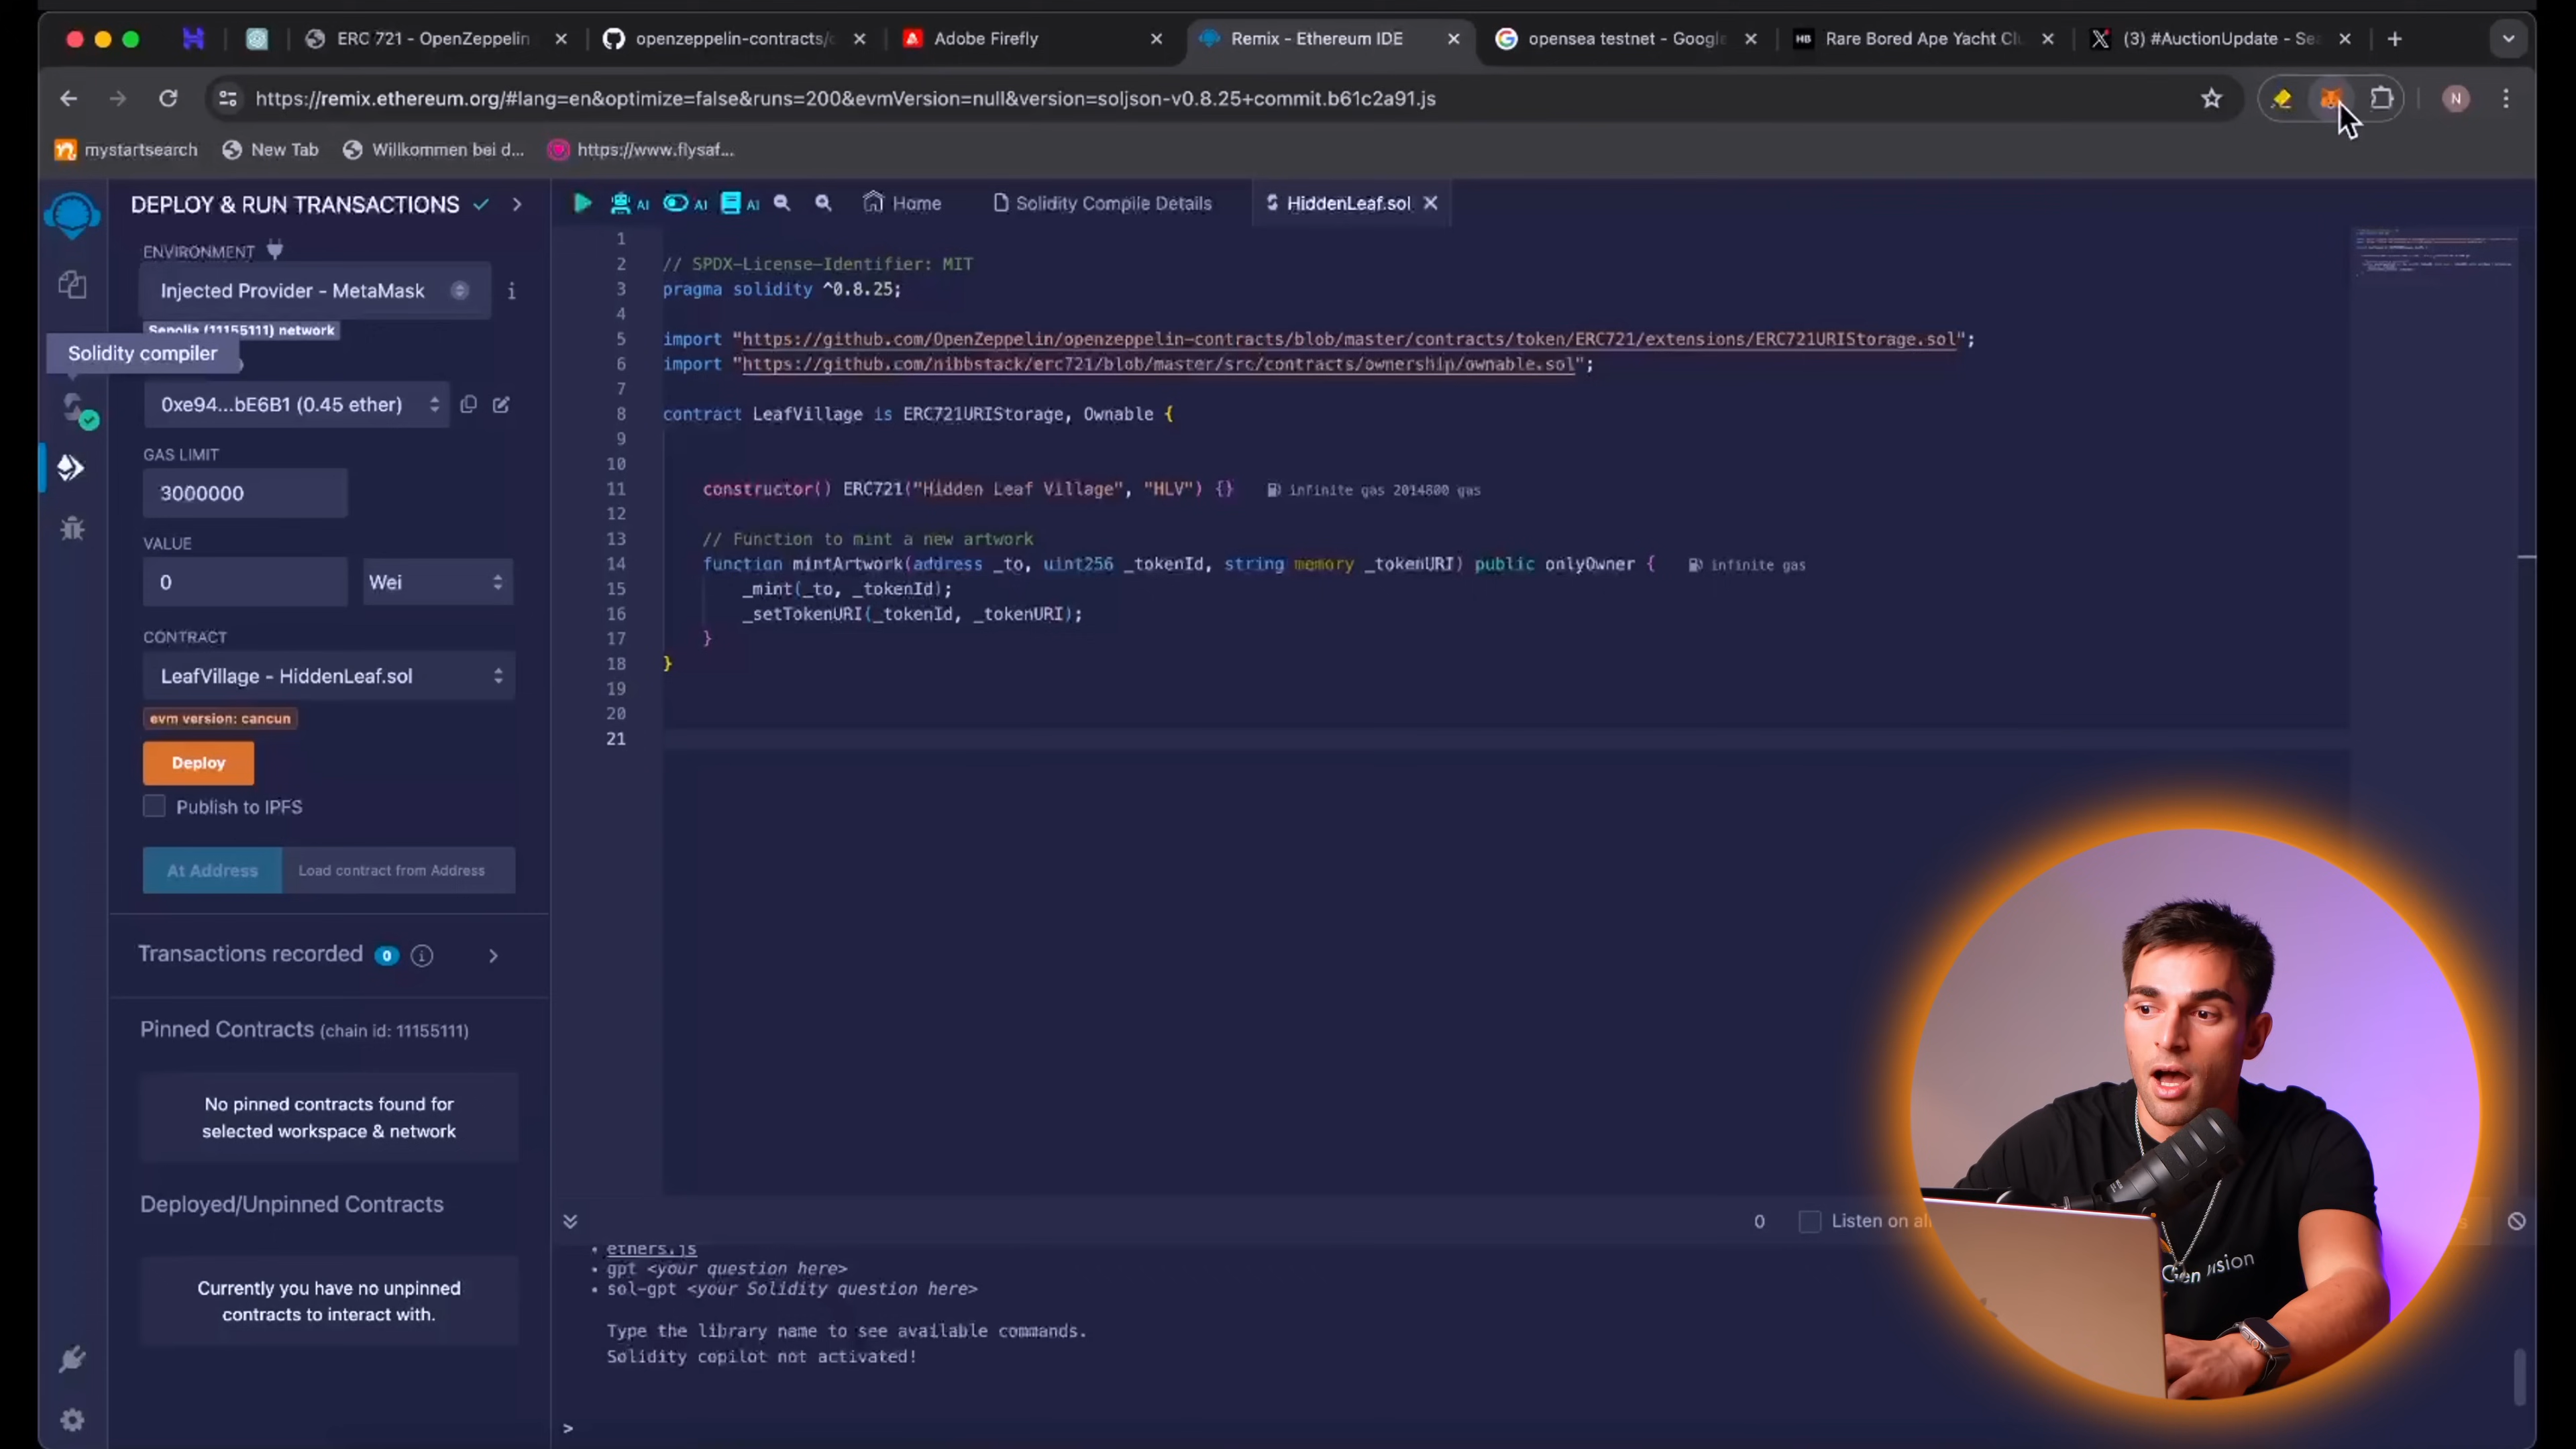 ERC 721 - OpenZeppelin
openzeppelin-contracts/c
Adobe Firefly
Remix - Ethereum IDE
opensea testnet - Google
HB Rare Bored Ape Yacht Clu
(3) #AuctionUpdate - Sea
https://remix.ethereum.org/#lang=en&optimize=false&runs=200&evmVersion=null&version=soljson-v0.8.25+commit.b61c2a91.js
N
mystartsearch
New Tab
Willkommen bei d...
https://www.flysaf...
DEPLOY & RUN TRANSACTIONS
ENVIRONMENT
Injected Provider - MetaMask
Sepolia (11155111) network
Solidity compiler
0xe94...bE6B1 (0.45 ether)
GAS LIMIT
3000000
VALUE
0
Wei
CONTRACT
LeafVillage - HiddenLeaf.sol
evm version: cancun
Deploy
Publish to IPFS
At Address
Load contract from Address
Transactions recorded 0
Pinned Contracts (chain id: 11155111)
No pinned contracts found for
selected workspace & network
Deployed/Unpinned Contracts
Currently you have no unpinned
contracts to interact with.
AI AI AI
Home
Solidity Compile Details
HiddenLeaf.sol
1
2 // SPDX-License-Identifier: MIT
3 pragma solidity ^0.8.25;
4
5 import "https://github.com/OpenZeppelin/openzeppelin-contracts/blob/master/contracts/token/ERC721/extensions/ERC721URIStorage.sol";
6 import "https://github.com/nibbstack/erc721/blob/master/src/contracts/ownership/ownable.sol";
7
8 contract LeafVillage is ERC721URIStorage, Ownable {
9
10
11 constructor() ERC721("Hidden Leaf Village", "HLV") {} infinite gas 2014800 gas
12
13 // Function to mint a new artwork
14 function mintArtwork(address _to, uint256 _tokenId, string memory _tokenURI) public onlyOwner { infinite gas
15 _mint(_to, _tokenId);
16 _setTokenURI(_tokenId, _tokenURI);
17 }
18 }
19
20
21
0
Listen on al
ethers.js
gpt <your question here>
sol-gpt <your Solidity question here>
Type the library name to see available commands.
Solidity copilot not activated!
>